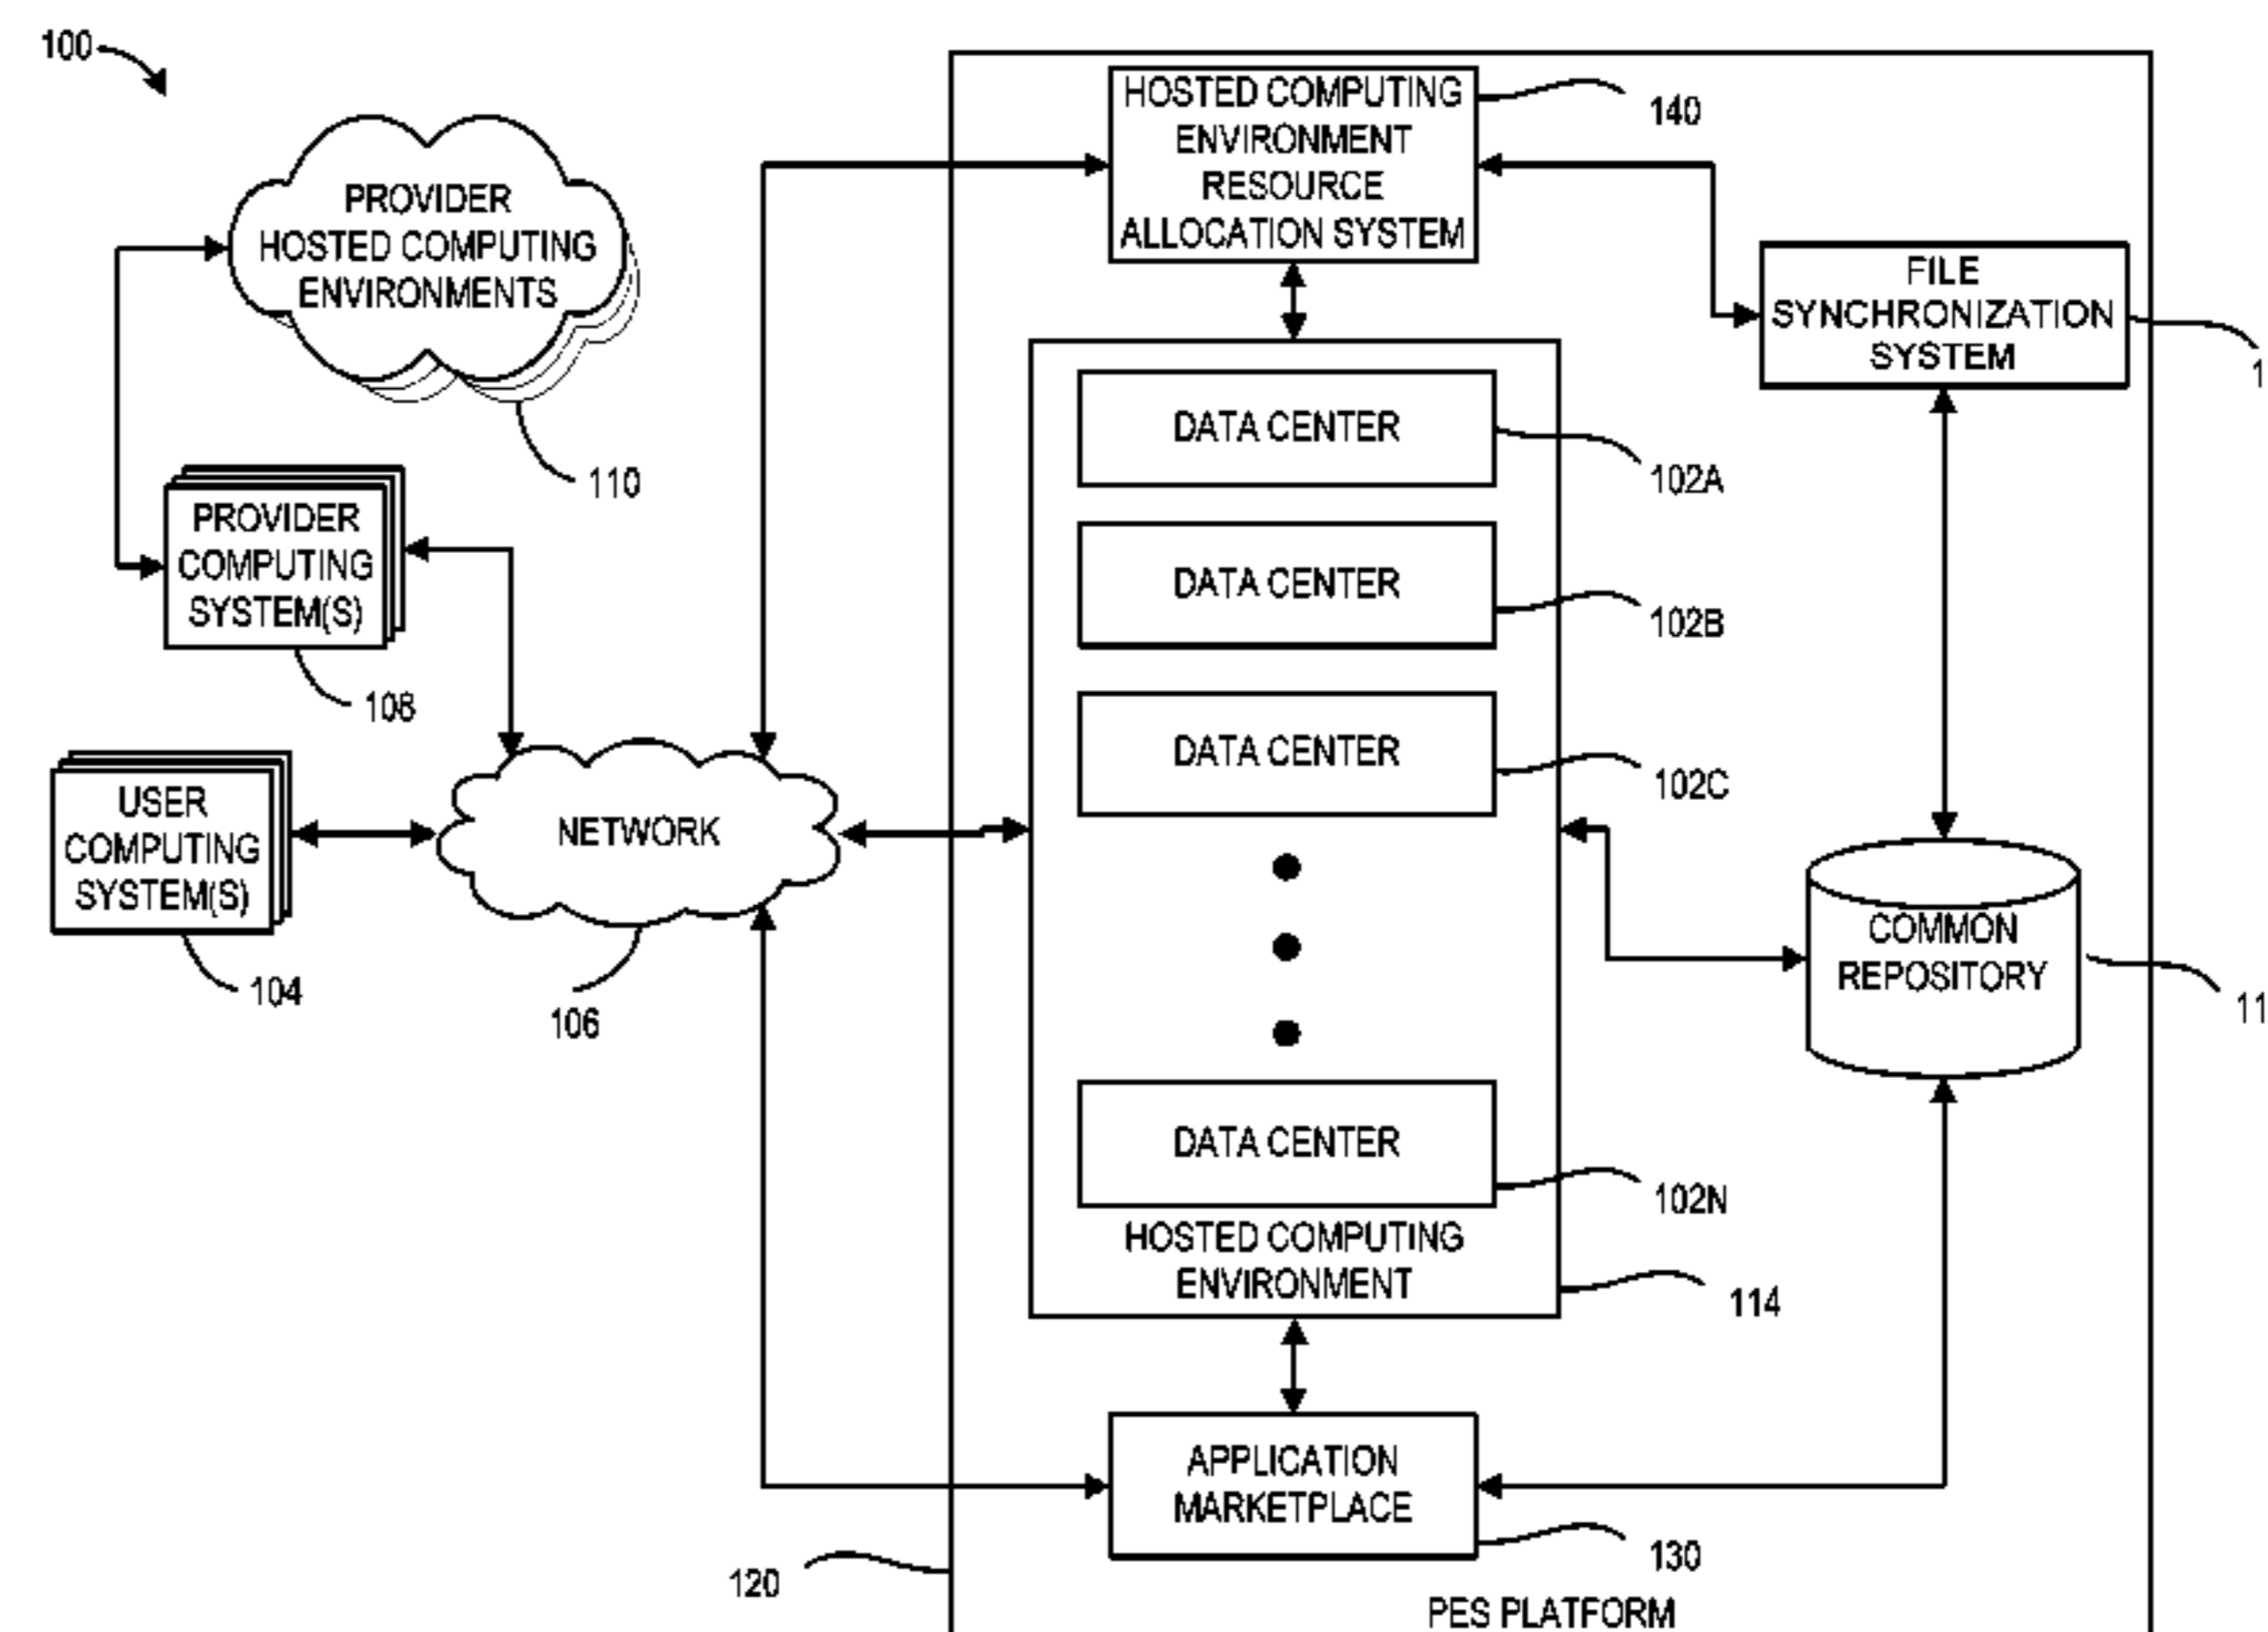 100
HOSTED COMPUTING
ENVIRONMENT
RESOURCE
ALLOCATION SYSTEM
140
PROVIDER
HOSTED COMPUTING
ENVIRONMENTS
110
FILE
SYNCHRONIZATION
SYSTEM
1
DATA CENTER
102A
PROVIDER
COMPUTING
SYSTEM(S)
108
DATA CENTER
102B
DATA CENTER
102C
USER
COMPUTING
SYSTEM(S)
104
NETWORK
106
COMMON
REPOSITORY
11
DATA CENTER
102N
HOSTED COMPUTING
ENVIRONMENT
114
APPLICATION
MARKETPLACE
130
120
PES PLATFORM